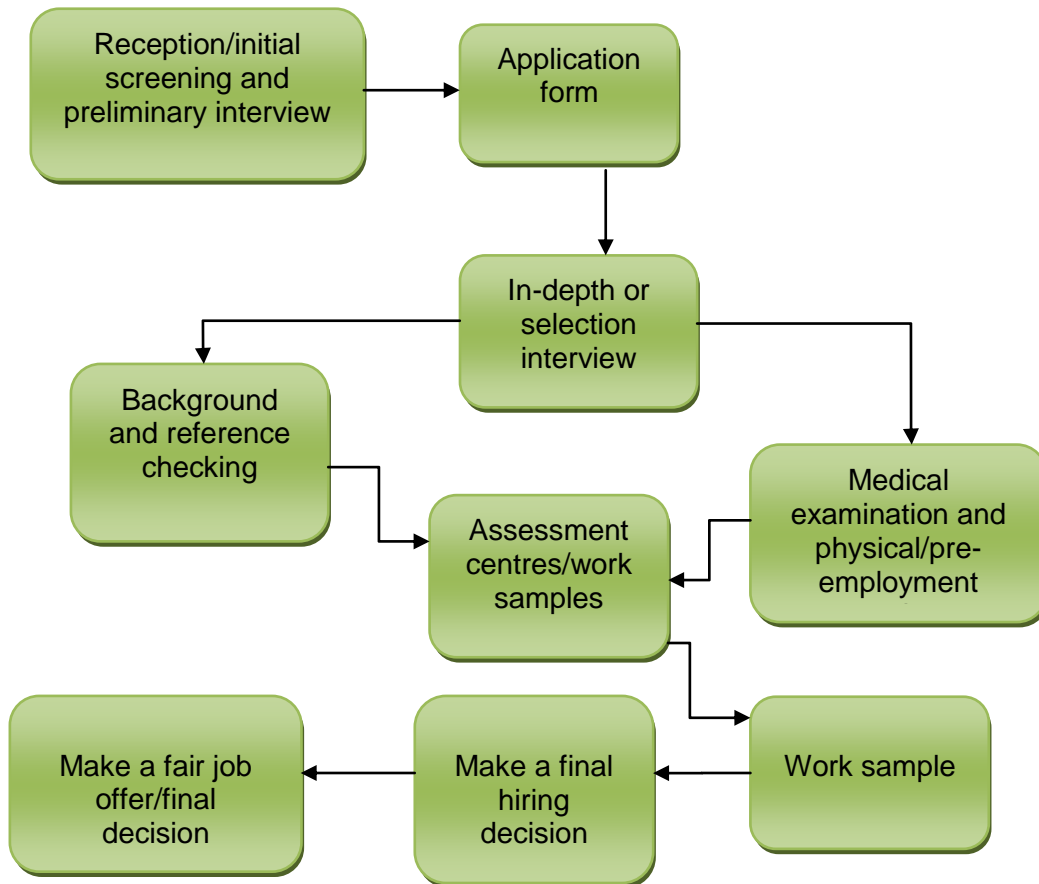 Reception/initial
screening and
preliminary interview
Application
form
In-depth or
selection
interview
Background
and reference
checking
Medical
examination and
physical/pre-
employment
Assessment
centres/work
samples
Work sample
Make a final
hiring
decision
Make a fair job
offer/final
decision